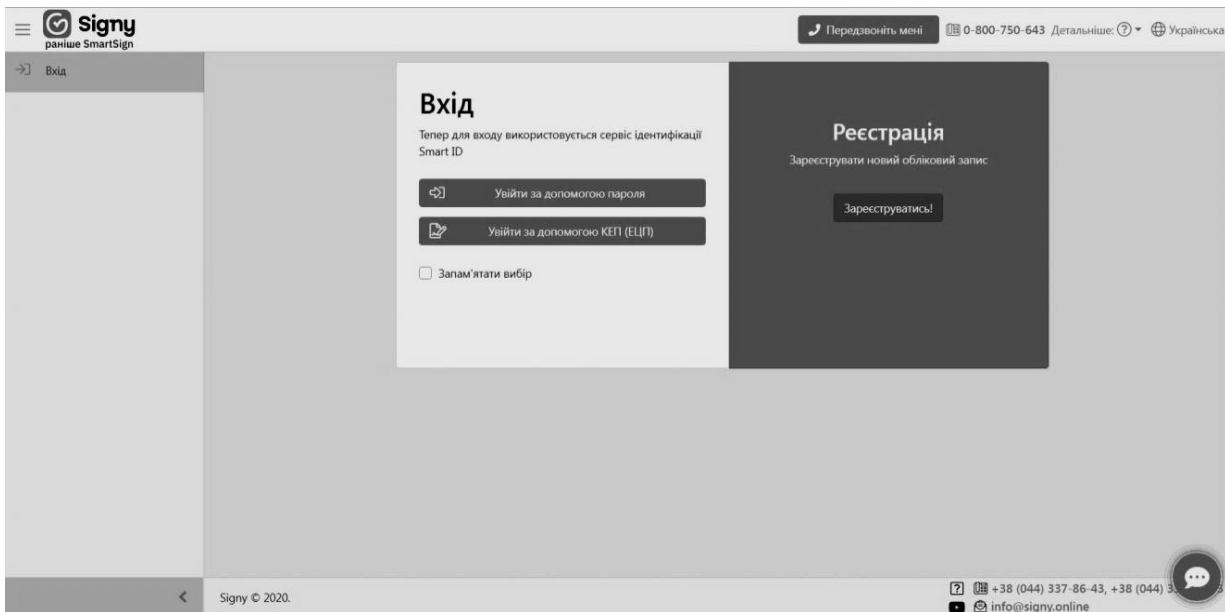 Signy
раніше SmartSign
Передзвоніть мені
0-800-750-643 Детальніше:
Українська
Вхід
Вхід
Тепер для входу використовується сервіс ідентифікації
Smart ID
Увійти за допомогою пароля
Увійти за допомогою КЕП (ЕЦП)
Запам'ятати вибір
Реєстрація
Зареєструвати новий обліковий запис
Зареєструватись!
Signy © 2020.
+38 (044) 337-86-43, +38 (044)
info@signy.online